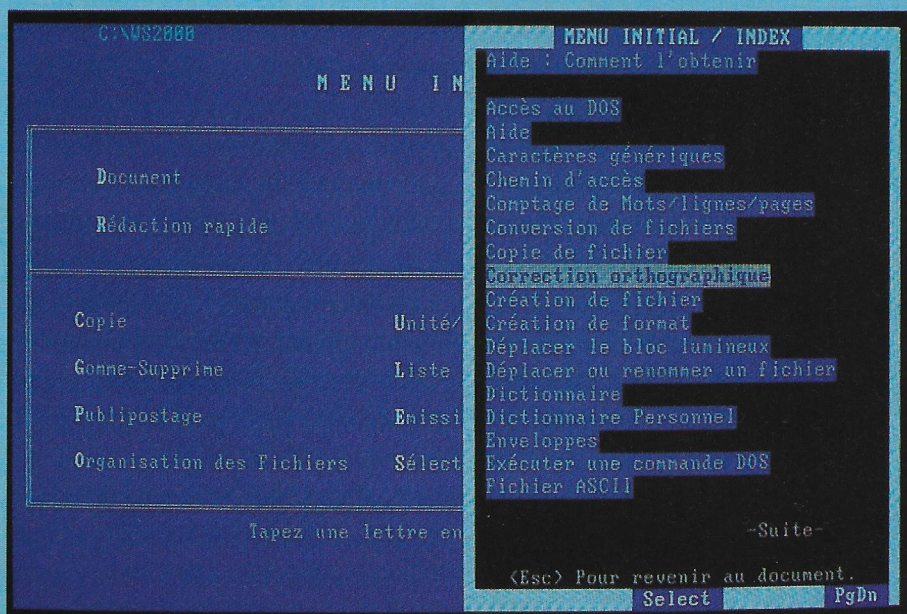 C:\WS2000
MENU IN
Document
Rédaction rapide
Copie Unité/
Gomme-Supprime Liste
Publipostage Emissi
Organisation des Fichiers Sélect
Tapez une lettre en
MENU INITIAL / INDEX
Aide : Comment l'obtenir
Accès au DOS
Aide
Caractères génériques
Chemin d'accès
Comptage de Mots/lignes/pages
Conversion de fichiers
Copie de fichier
Correction orthographique
Création de fichier
Création de format
Déplacer le bloc lumineux
Déplacer ou renommer un fichier
Dictionnaire
Dictionnaire Personnel
Enveloppes
Exécuter une commande DOS
Fichier ASCII
-Suite-
<Esc> Pour revenir au document.
Select PgDn